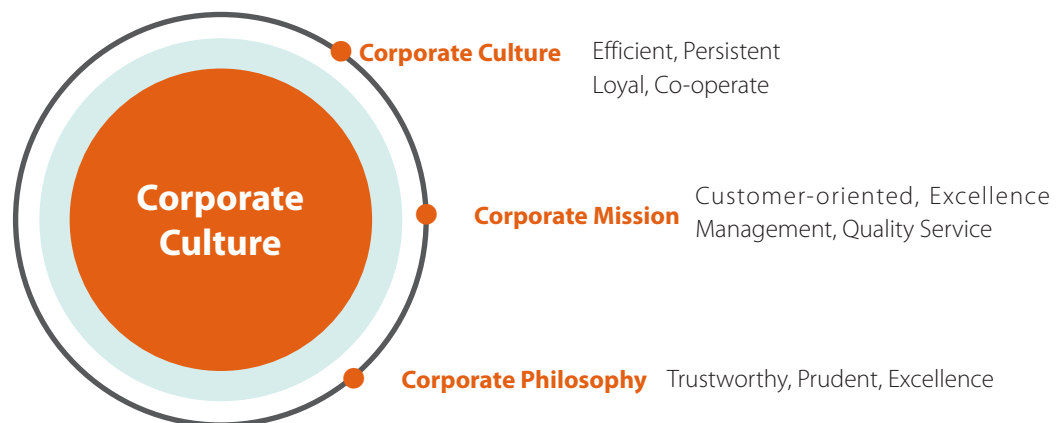 Corporate
Culture
Corporate Culture
Efficient, Persistent
Loyal, Co-operate
Corporate Mission
Customer-oriented, Excellence
Management, Quality Service
Corporate Philosophy
Trustworthy, Prudent, Excellence